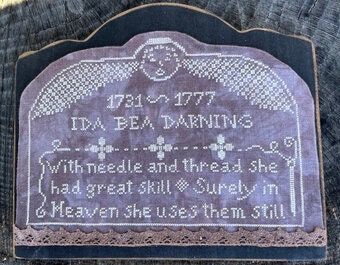 1731 1777
IDA BEA DARNING
With needle and thread she
had great skill Surely in
Heaven she uses them still